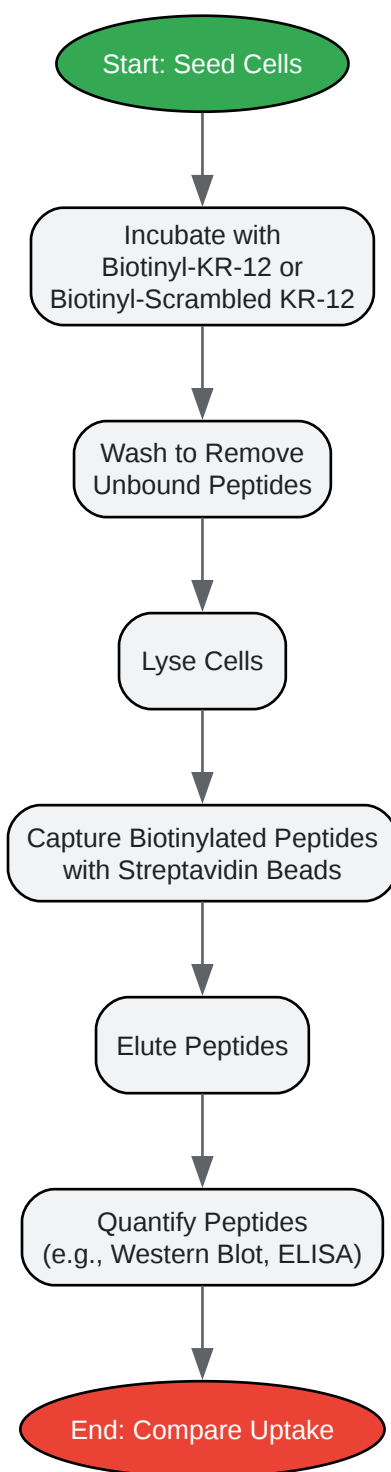 Start: Seed Cells
Incubate with
Biotinyl-KR-12 or
Biotinyl-Scrambled KR-12
Wash to Remove
Unbound Peptides
Lyse Cells
Capture Biotinylated Peptides
with Streptavidin Beads
Elute Peptides
Quantify Peptides
(e.g., Western Blot, ELISA)
End: Compare Uptake